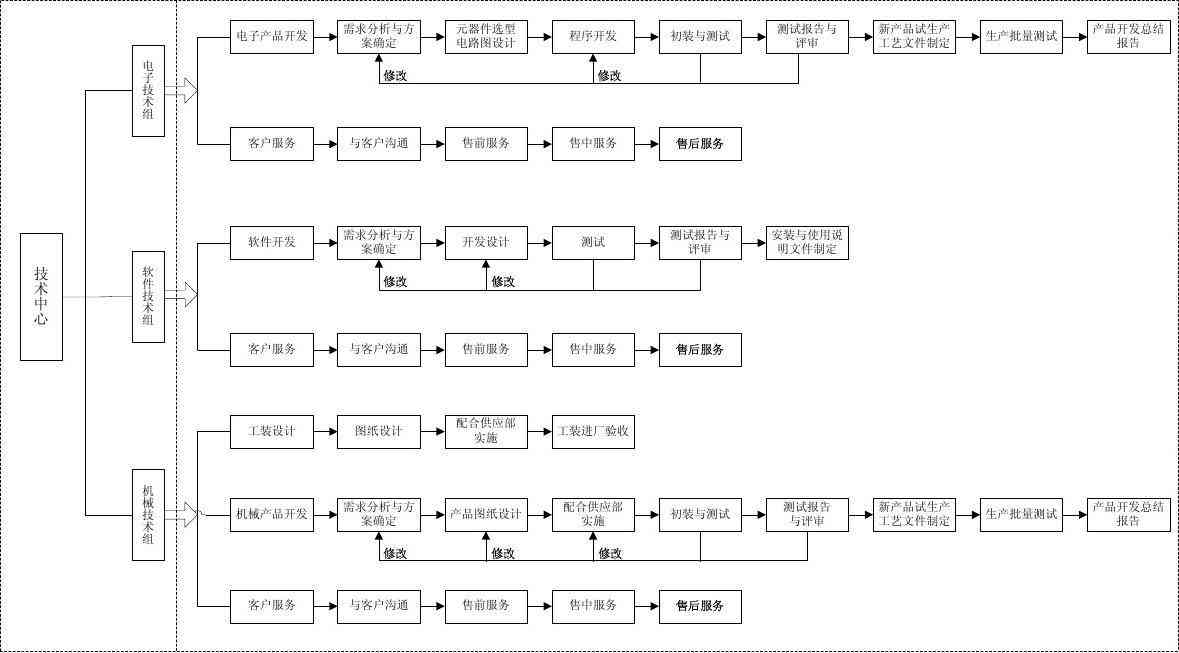 技术中心
电子技术组
电子产品开发
需求分析与方
案确定
元器件选型
电路图设计
程序开发
初装与测试
测试报告与
评审
新产品试生产
工艺文件制定
生产批量测试
产品开发总结
报告
修改
修改
客户服务
与客户沟通
售前服务
售中服务
售后服务
软件技术组
软件开发
需求分析与方
案确定
开发设计
测试
测试报告与
评审
安装与使用说
明文件制定
修改
修改
客户服务
与客户沟通
售前服务
售中服务
售后服务
机械技术组
工装设计
图纸设计
配合供应部
实施
工装进厂验收
机械产品开发
需求分析与方
案确定
产品图纸设计
配合供应部
实施
初装与测试
测试报告
与评审
新产品试生产
工艺文件制定
生产批量测试
产品开发总结
报告
修改
修改
修改
客户服务
与客户沟通
售前服务
售中服务
售后服务